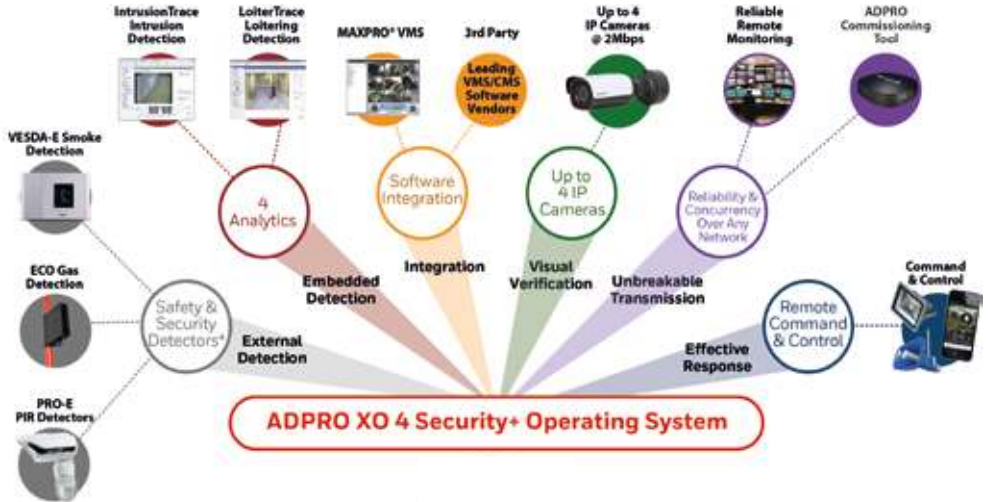 IntrusionTrace
Intrusion
Detection
LoiterTrace
Loitering
Detection
MAXPRO® VMS
3rd Party
Leading
VMS/CMS
Software
Vendors
Up to 4
IP Cameras
@ 2Mbps
Reliable
Remote
Monitoring
ADPRO
Commissioning
Tool
VESDA-E Smoke
Detection
4
Analytics
Software
Integration
Up to
4 IP
Cameras
Reliability &
Concurrency
Over Any
Network
ECO Gas
Detection
Safety &
Security
Detectors⁴
External
Detection
Embedded
Detection
Integration
Visual
Verification
Unbreakable
Transmission
Effective
Response
Remote
Command
& Control
Command
& Control
PRO-E
PIR Detectors
ADPRO XO 4 Security+ Operating System